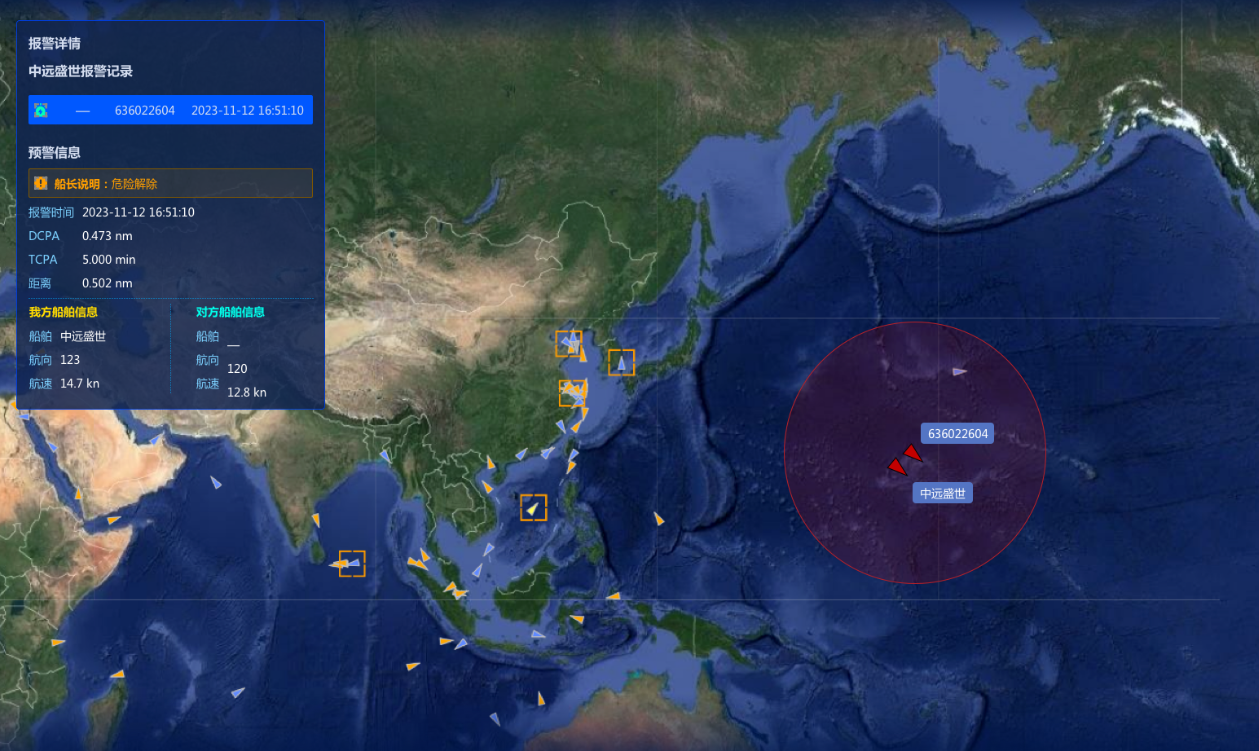 报警详情
中远盛世报警记录
— 636022604 2023-11-12 16:51:10
预警信息
船长说明：危险解除
报警时间 2023-11-12 16:51:10
DCPA 0.473 nm
TCPA 5.000 min
距离 0.502 nm
我方船舶信息 对方船舶信息
船舶 中远盛世 船舶 —
航向 123 航向 120
航速 14.7 kn 航速 12.8 kn
636022604
中远盛世